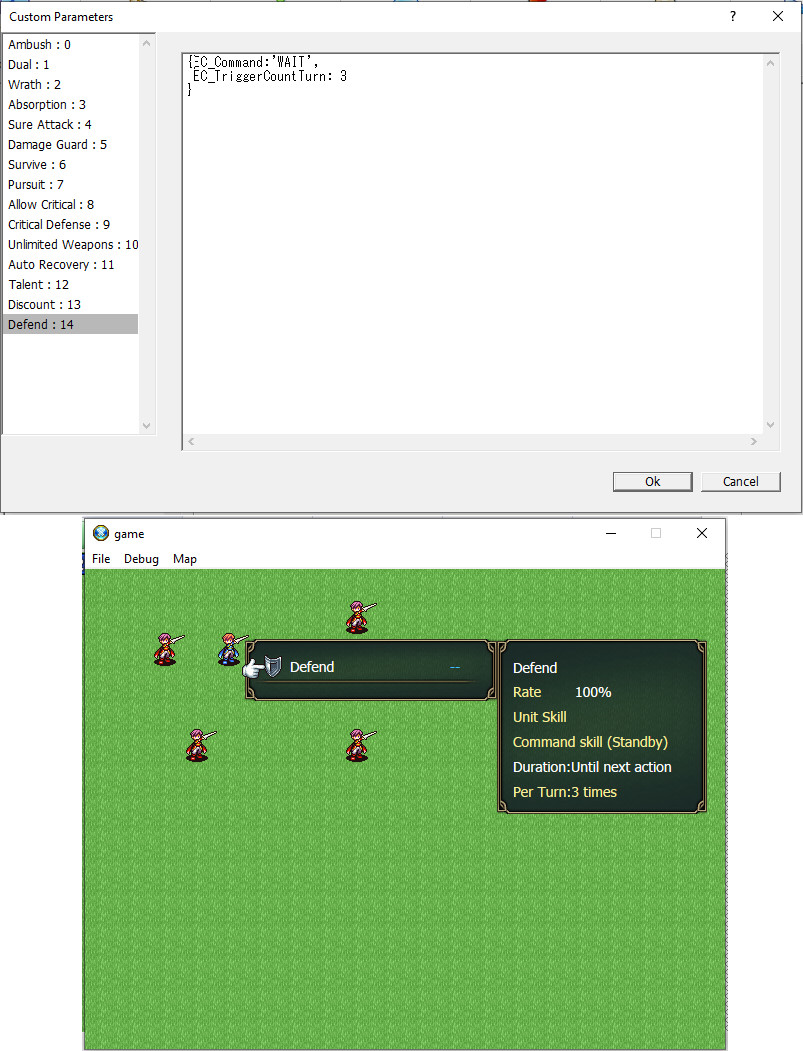 Custom Parameters
?
Ambush : 0
Dual : 1
Wrath : 2
Absorption : 3
Sure Attack : 4
Damage Guard : 5
Survive : 6
Pursuit : 7
Allow Critical : 8
Critical Defense : 9
Unlimited Weapons : 10
Auto Recovery : 11
Talent : 12
Discount : 13
Defend : 14
{EC_Command:'WAIT',
EC_TriggerCountTurn: 3
}
Ok
Cancel
game
File Debug Map
Defend --
Defend
Rate 100%
Unit Skill
Command skill (Standby)
Duration:Until next action
Per Turn:3 times